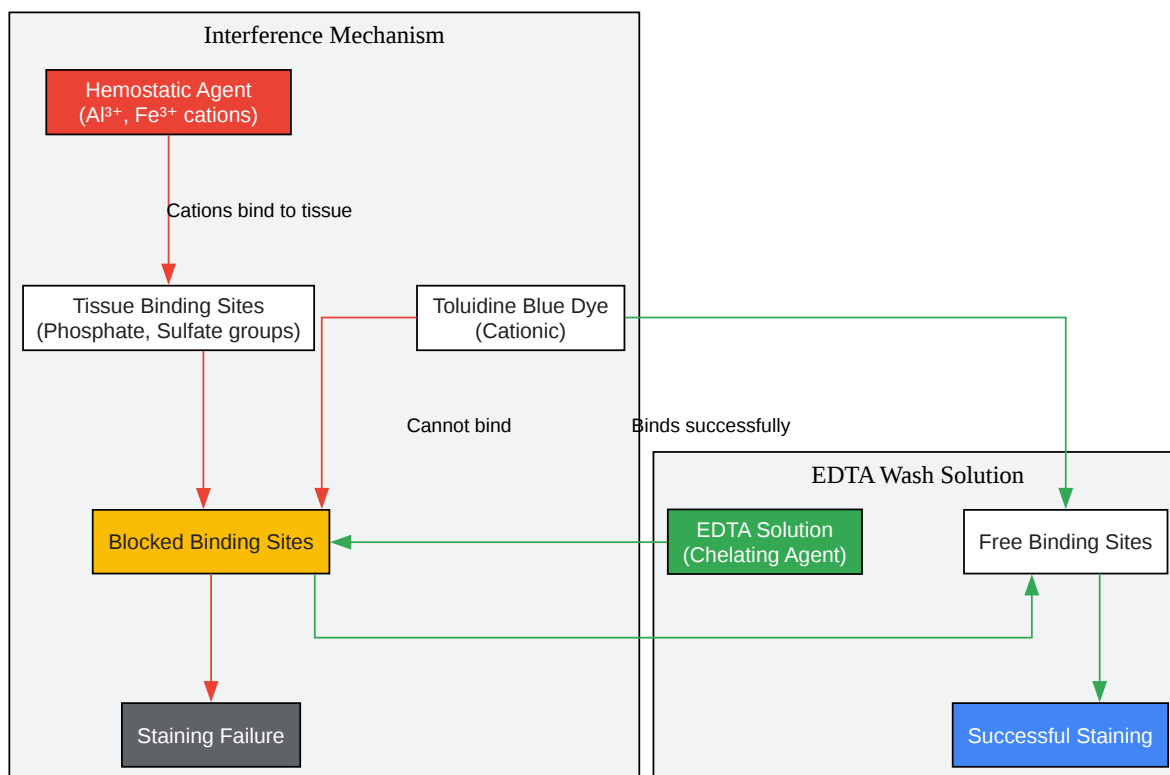 Interference Mechanism
Hemostatic Agent
(Al³⁺, Fe³⁺ cations)
Cations bind to tissue
Tissue Binding Sites
(Phosphate, Sulfate groups)
Toluidine Blue Dye
(Cationic)
Cannot bind
Binds successfully
EDTA Wash Solution
Blocked Binding Sites
EDTA Solution
(Chelating Agent)
Free Binding Sites
Staining Failure
Successful Staining